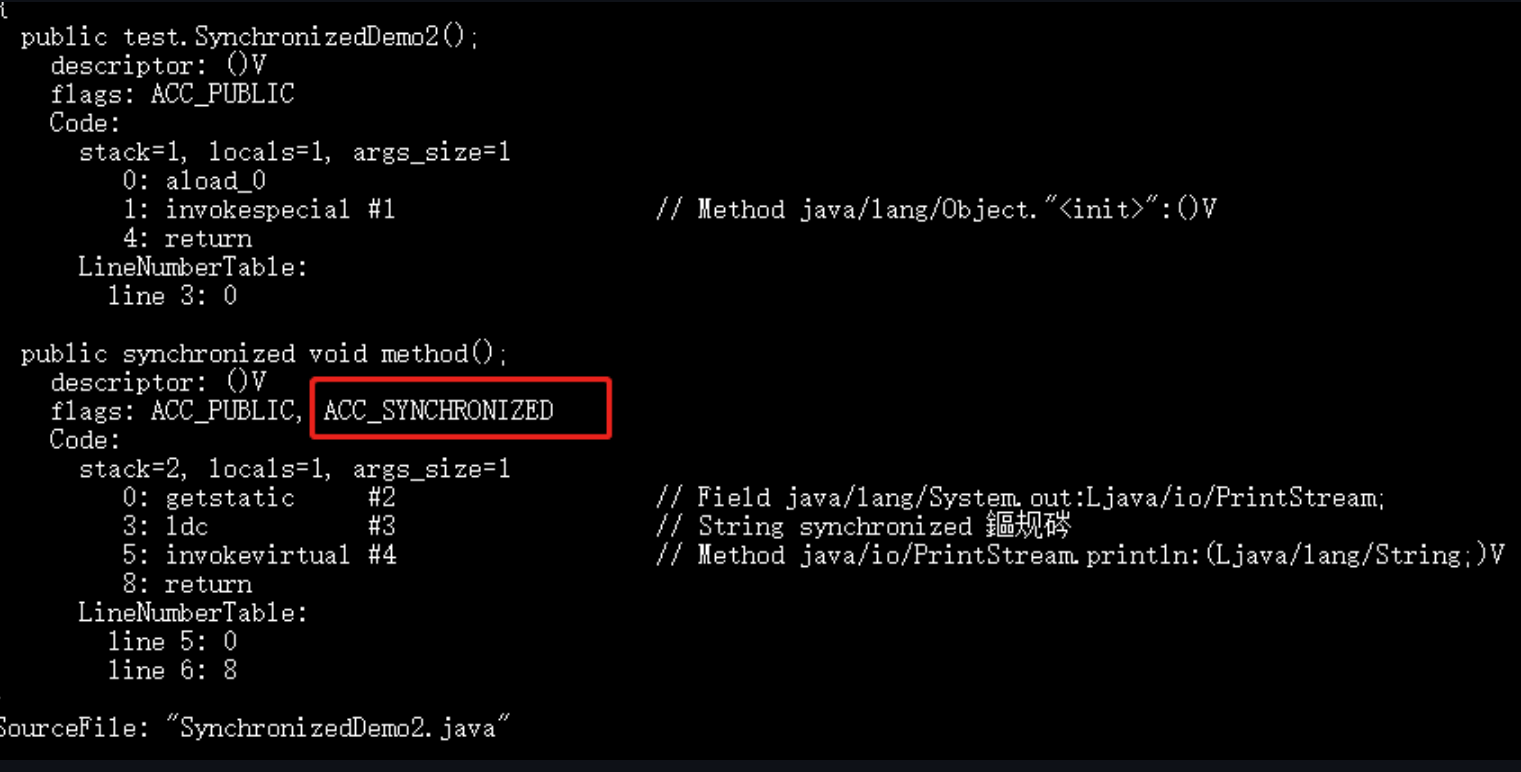 {
public test.SynchronizedDemo2();
descriptor: ()V
flags: ACC_PUBLIC
Code:
stack=1, locals=1, args_size=1
0: aload_0
1: invokespecial #1 // Method java/lang/Object."<init>":()V
4: return
LineNumberTable:
line 3: 0
public synchronized void method();
descriptor: ()V
flags: ACC_PUBLIC, ACC_SYNCHRONIZED
Code:
stack=2, locals=1, args_size=1
0: getstatic #2 // Field java/lang/System.out:Ljava/io/PrintStream;
3: ldc #3 // String synchronized 鏂规硶
5: invokevirtual #4 // Method java/io/PrintStream.println:(Ljava/lang/String;)V
8: return
LineNumberTable:
line 5: 0
line 6: 8
SourceFile: "SynchronizedDemo2.java"